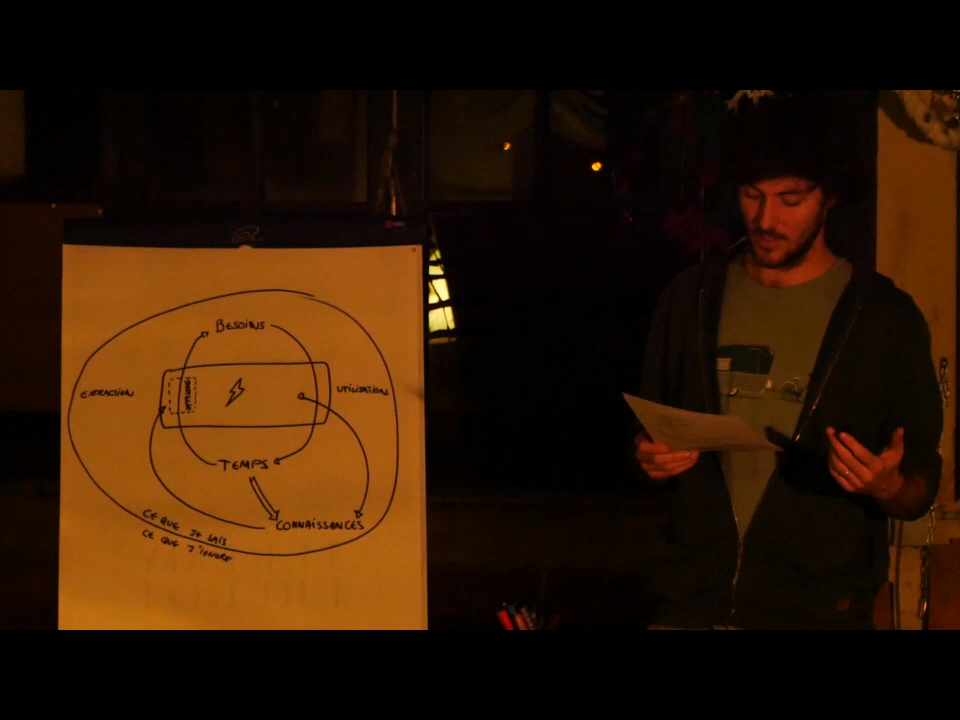 BESOINS
EXTRACTION
UTILISATIONS
TEMPS
CONNAISSANCES
CE QUE JE SAIS
CE QUE J'IGNORE